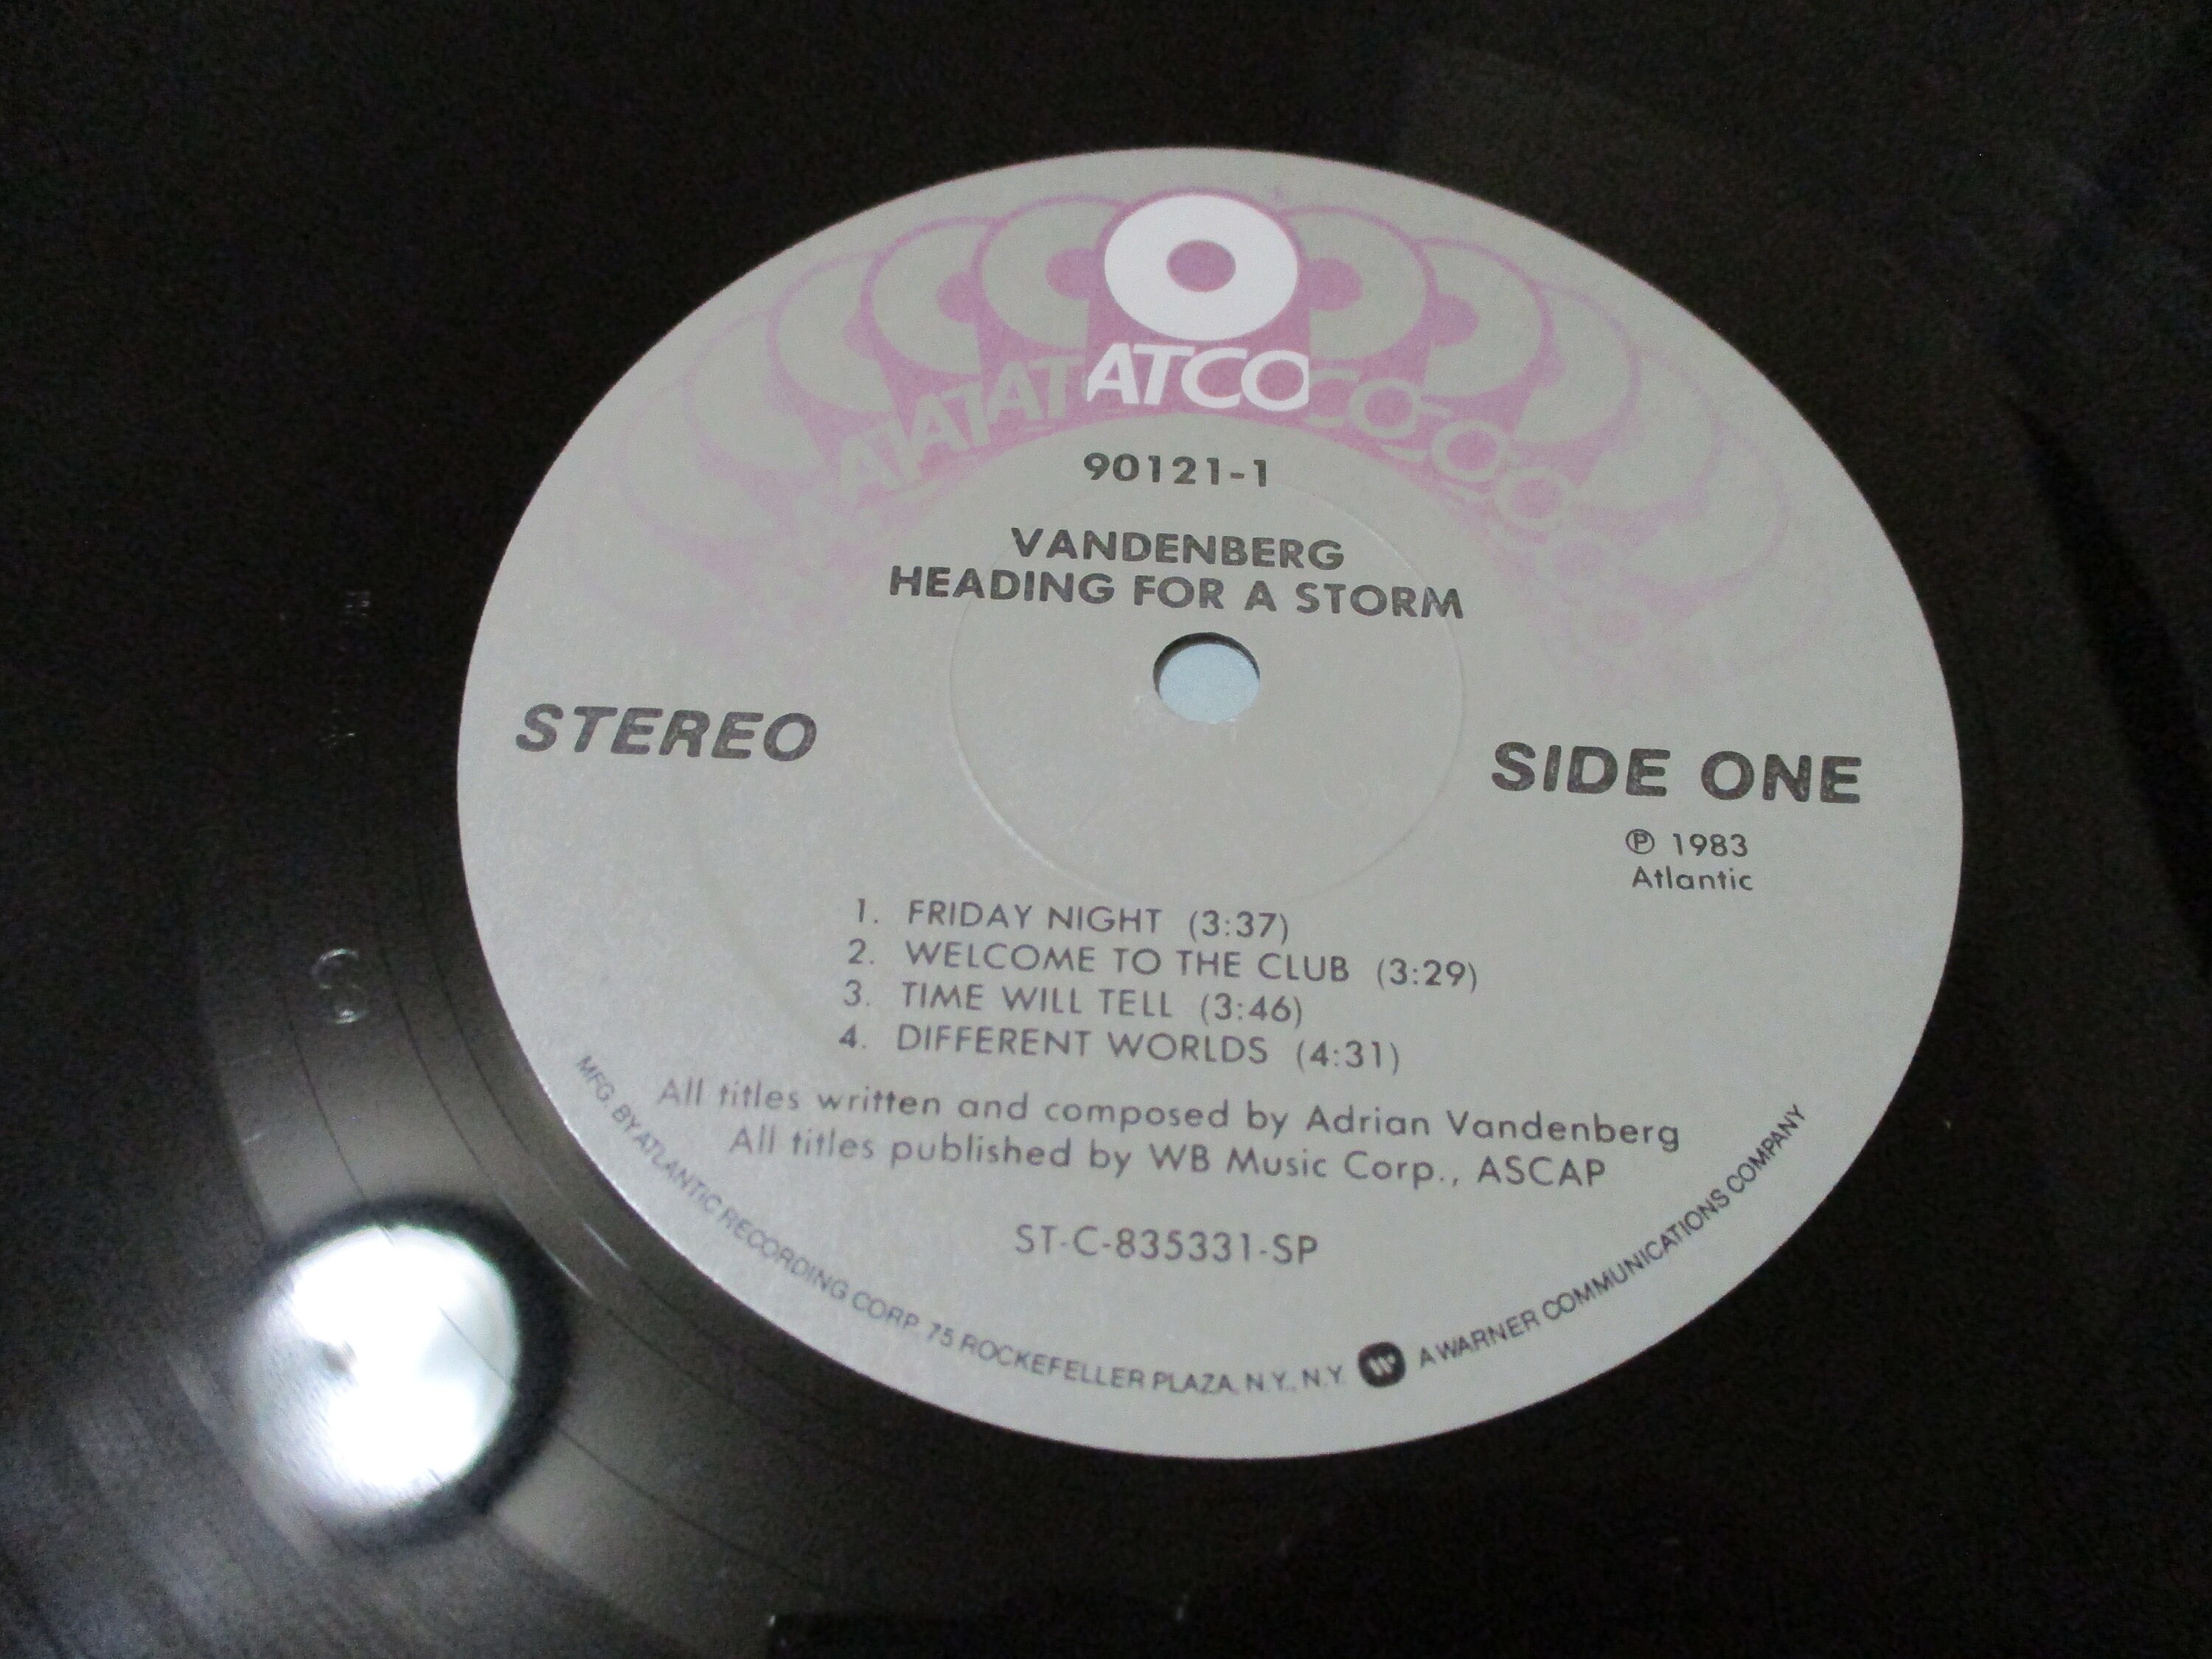 ATCO
90121-1
VANDENBERG
HEADING FOR A STORM
STEREO
SIDE ONE
℗ 1983
Atlantic
1. FRIDAY NIGHT (3:37)
2. WELCOME TO THE CLUB (3:29)
3. TIME WILL TELL (3:46)
4. DIFFERENT WORLDS (4:31)
All titles written and composed by Adrian Vandenberg
All titles published by WB Music Corp., ASCAP
ST-C-835331-SP
MFG. BY ATLANTIC RECORDING CORP. 75 ROCKEFELLER PLAZA, N.Y., N.Y. W A WARNER COMMUNICATIONS COMPANY